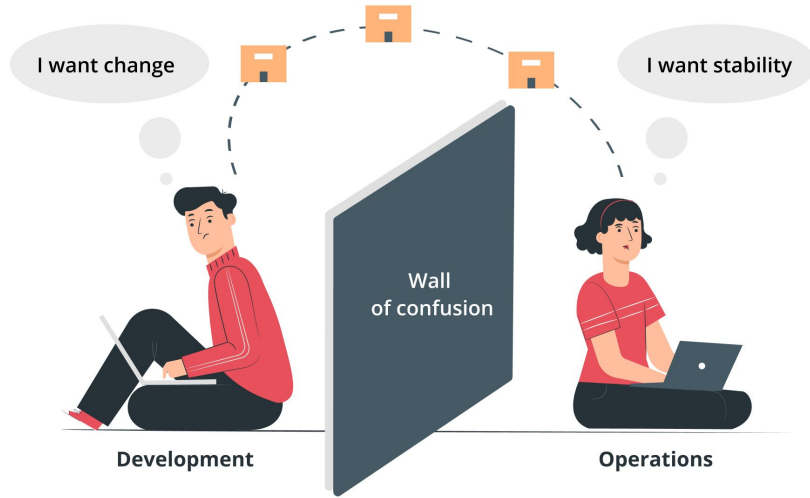 I want change
I want stability
Wall
of confusion
Development
Operations